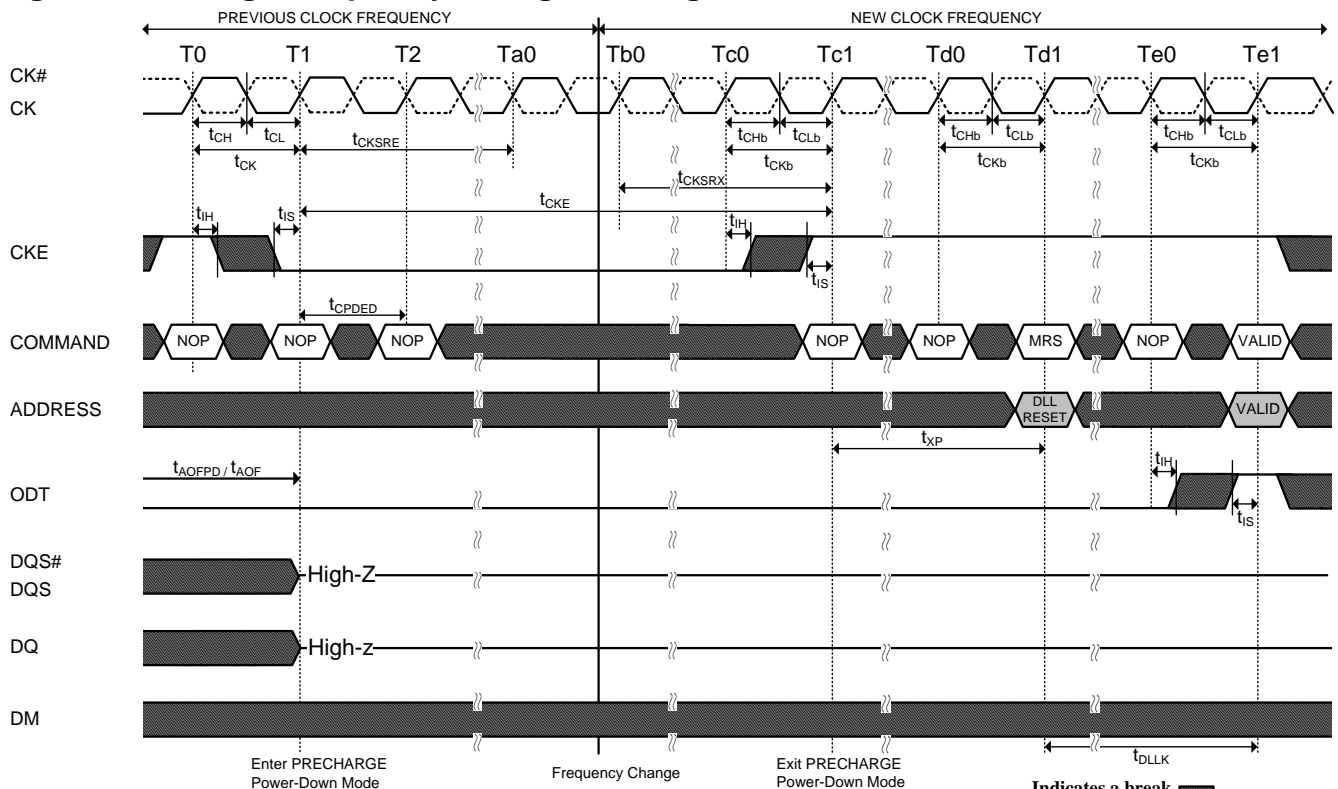 PREVIOUS CLOCK FREQUENCY
NEW CLOCK FREQUENCY
T0 T1 T2 Ta0 Tb0 Tc0 Tc1 Td0 Td1 Te0 Te1
CK#
CK
tCH tCL tCHb tCLb tCHb tCLb tCHb tCLb
tCK tCKSRE tCKb tCKb tCKb
tCKSRX
tCKE
tIH tIS tIH
CKE
tIS
tCPDED
COMMAND NOP NOP NOP NOP NOP MRS NOP VALID
ADDRESS DLL RESET VALID
tXP
tAOFPD / tAOF tIH
ODT
tIS
DQS#
DQS
High-Z
DQ High-z
DM
tDLLK
Enter PRECHARGE
Power-Down Mode
Frequency Change
Exit PRECHARGE
Power-Down Mode
Indicates a break